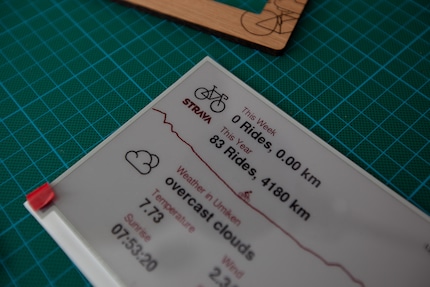 STRAVA
This Week
0 Rides, 0.00 km
This Year
83 Rides, 4180 km
Weather in Umiken
overcast clouds
Temperature
7.73
Wind
Sunrise
07:53:20